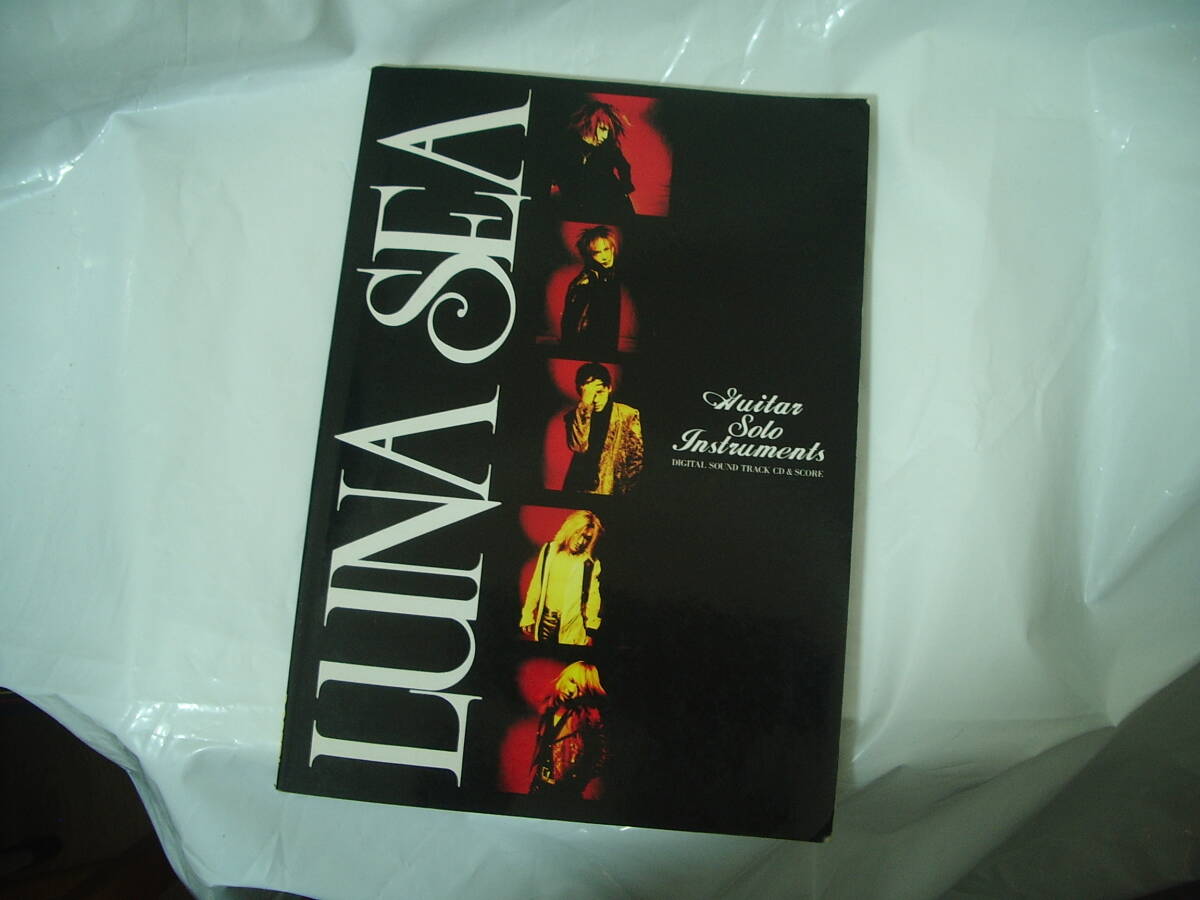 LUNA SEA
Guitar
Solo
Instruments
DIGITAL SOUND TRACK CD & SCORE